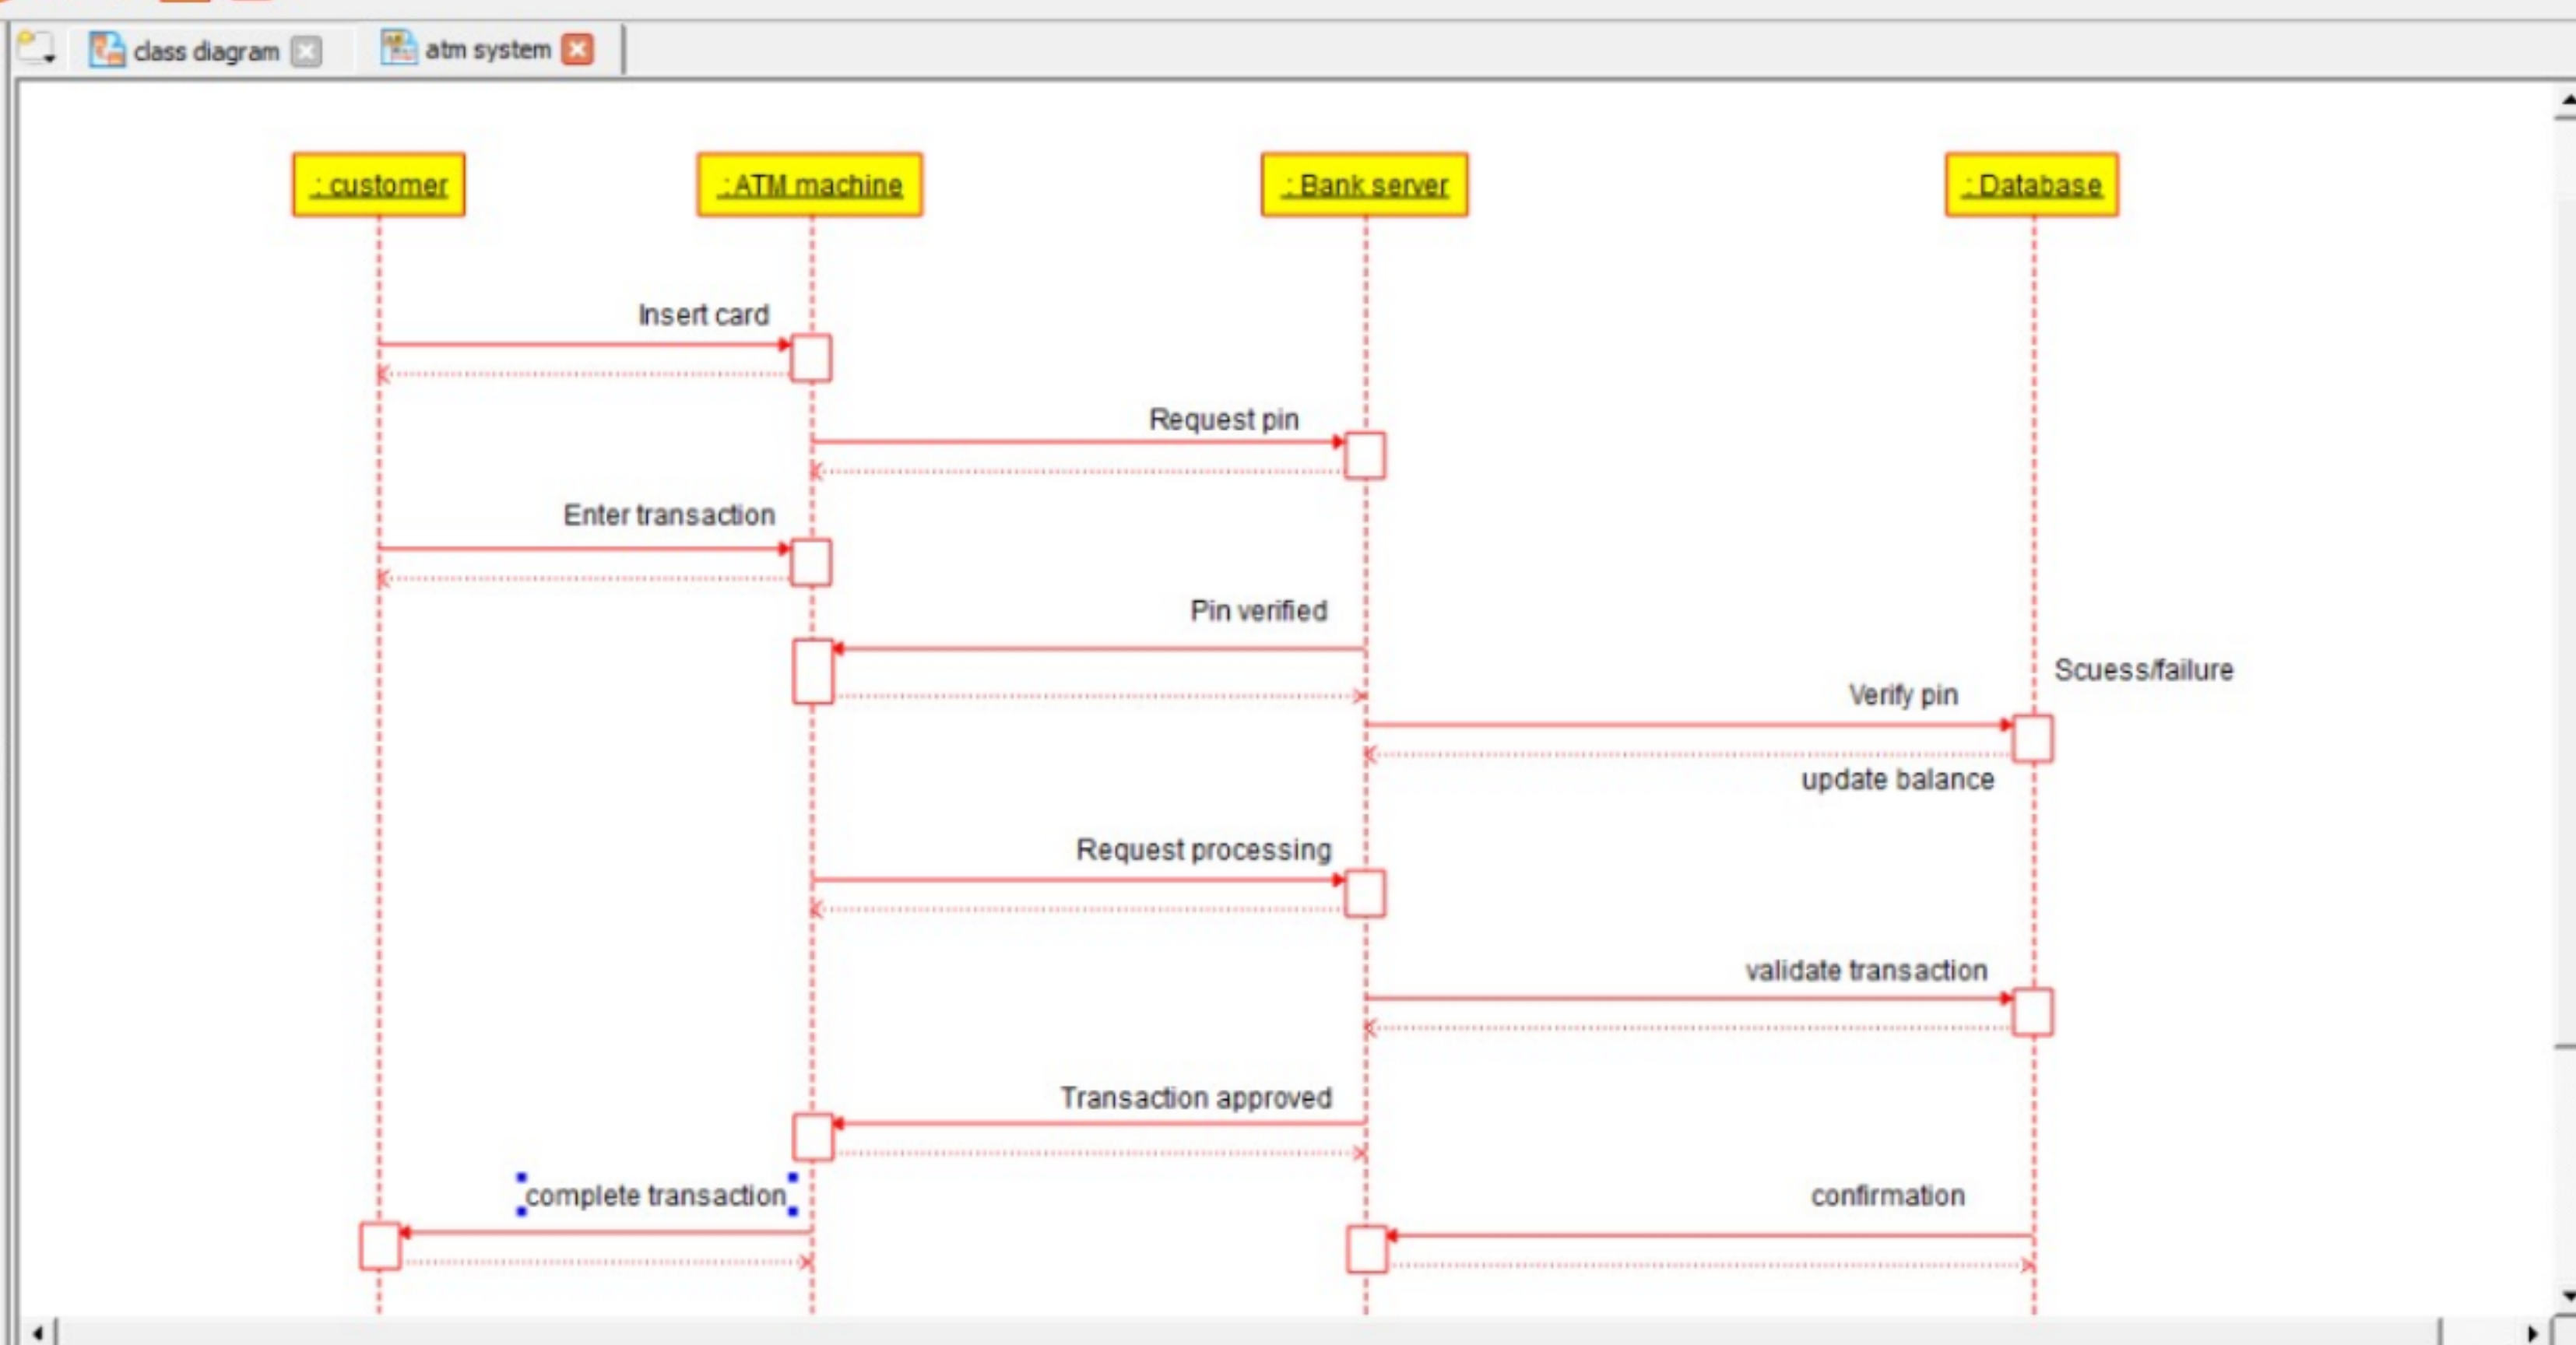 class diagram
atm system
: customer
: ATM machine
: Bank server
: Database
Insert card
Request pin
Enter transaction
Pin verified
Scuess/failure
Verify pin
update balance
Request processing
validate transaction
Transaction approved
complete transaction
confirmation